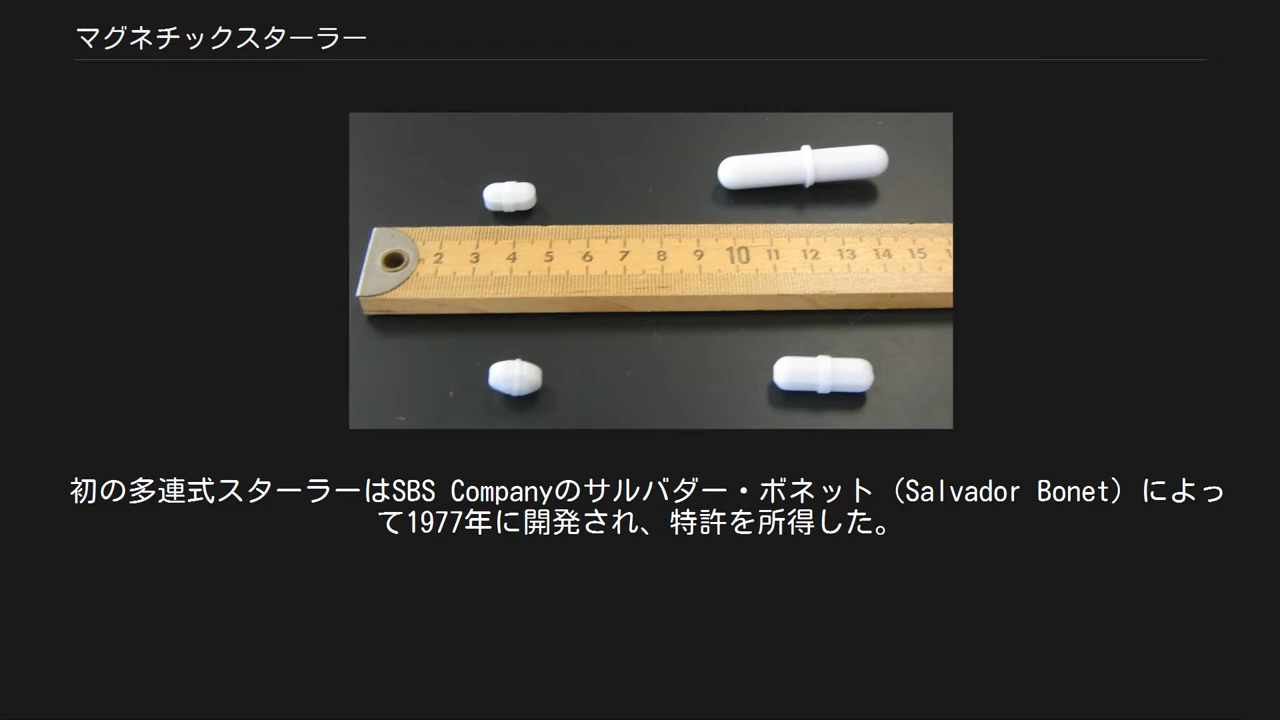 マグネチックスターラー
2 3 4 5 6 7 8 9 10 11 12 13 14 15
初の多連式スターラーはSBS Companyのサルバダー・ボネット（Salvador Bonet）によっ
て1977年に開発され、特許を所得した。